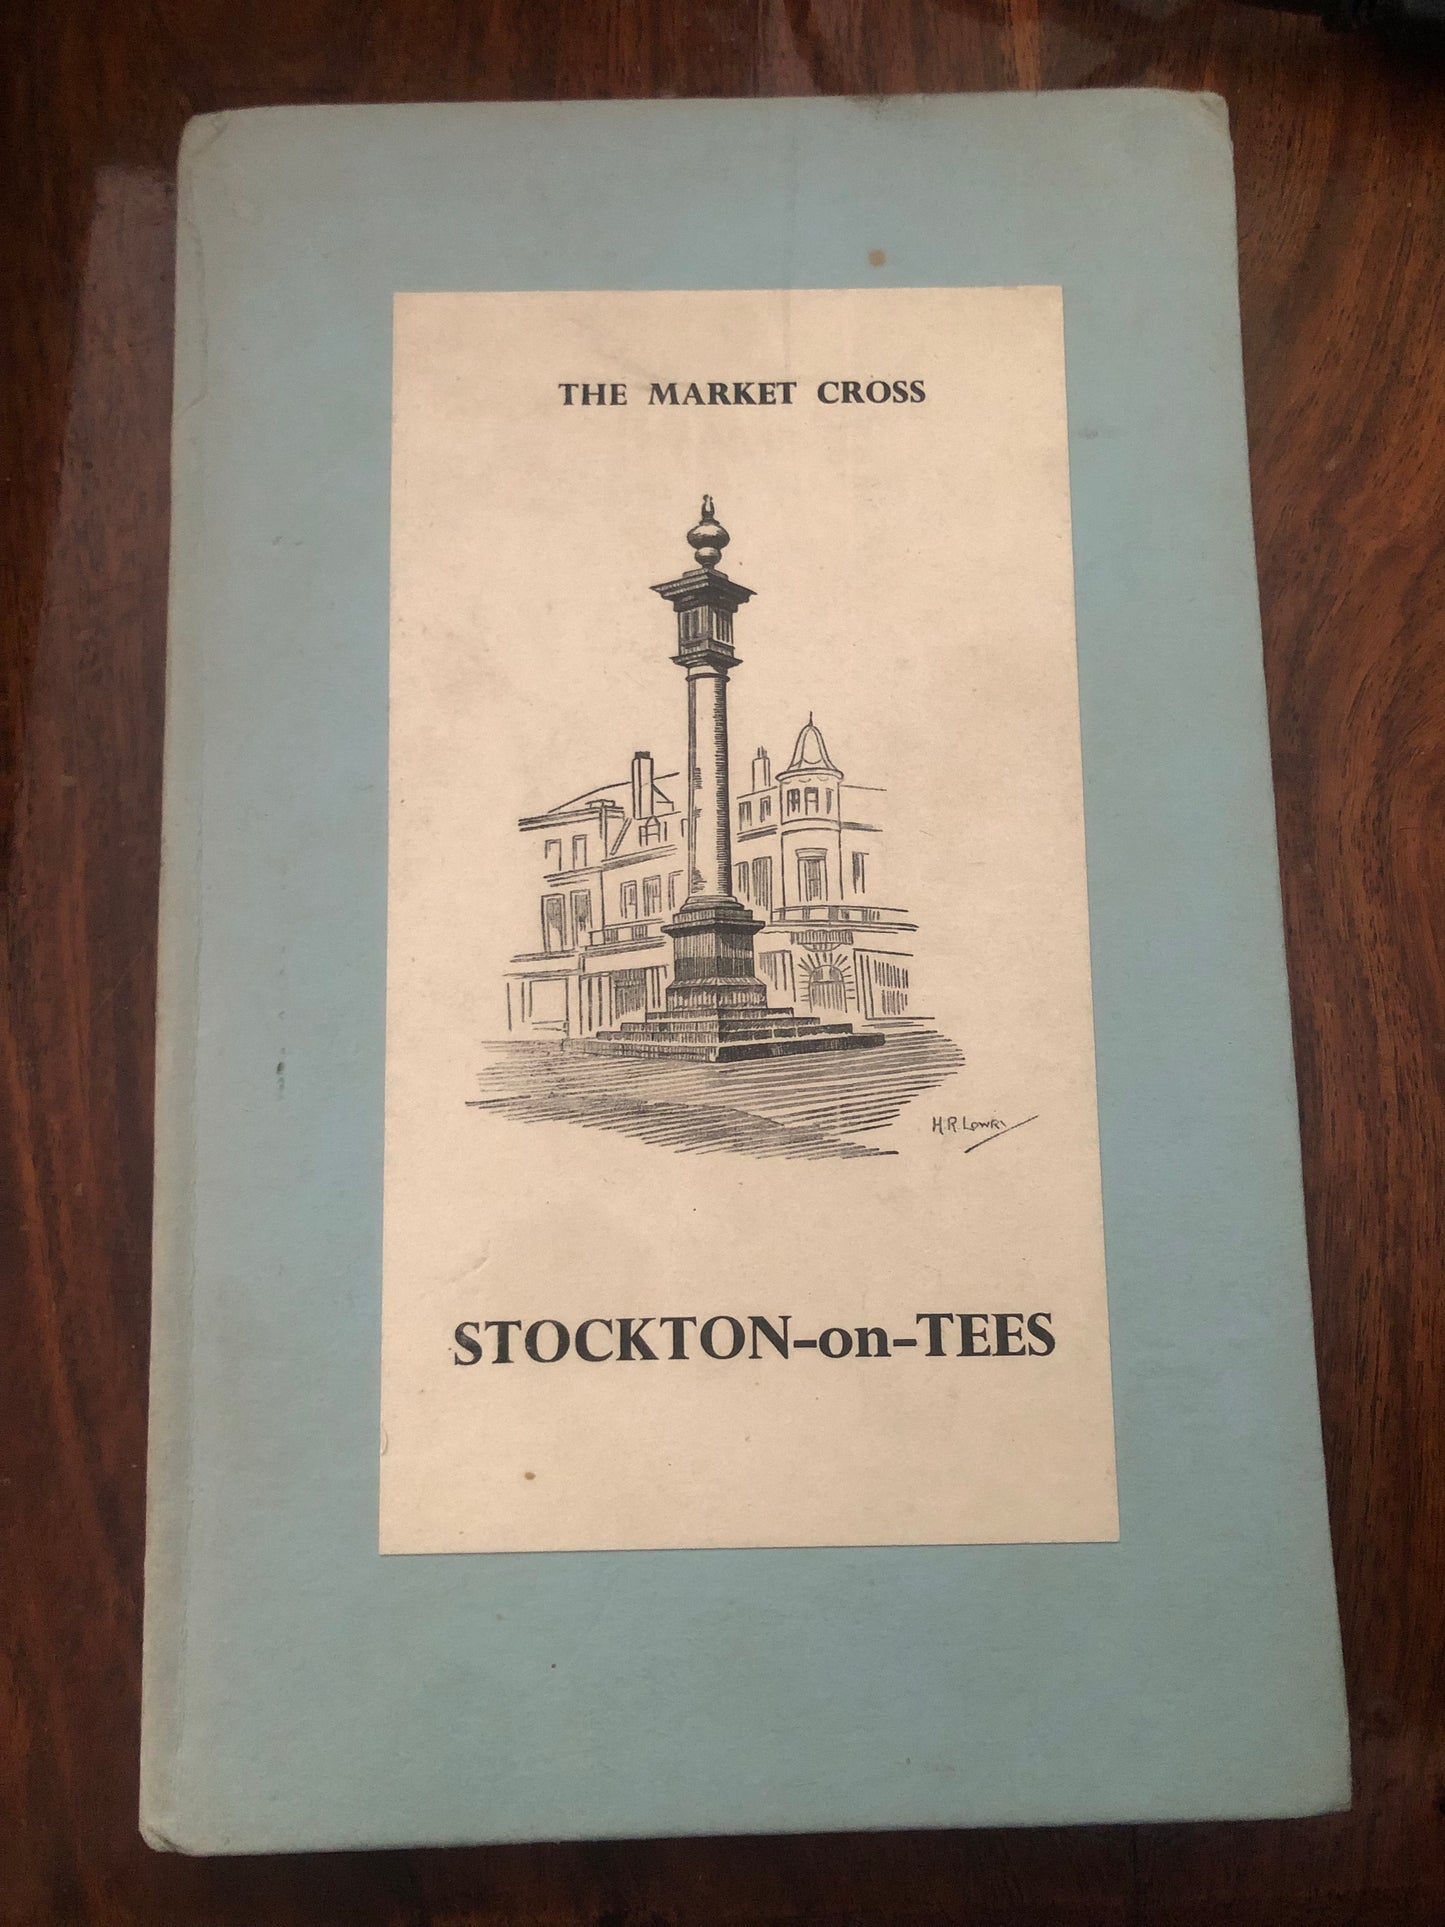 THE MARKET CROSS
H.R. LOWRY
STOCKTON-on-TEES